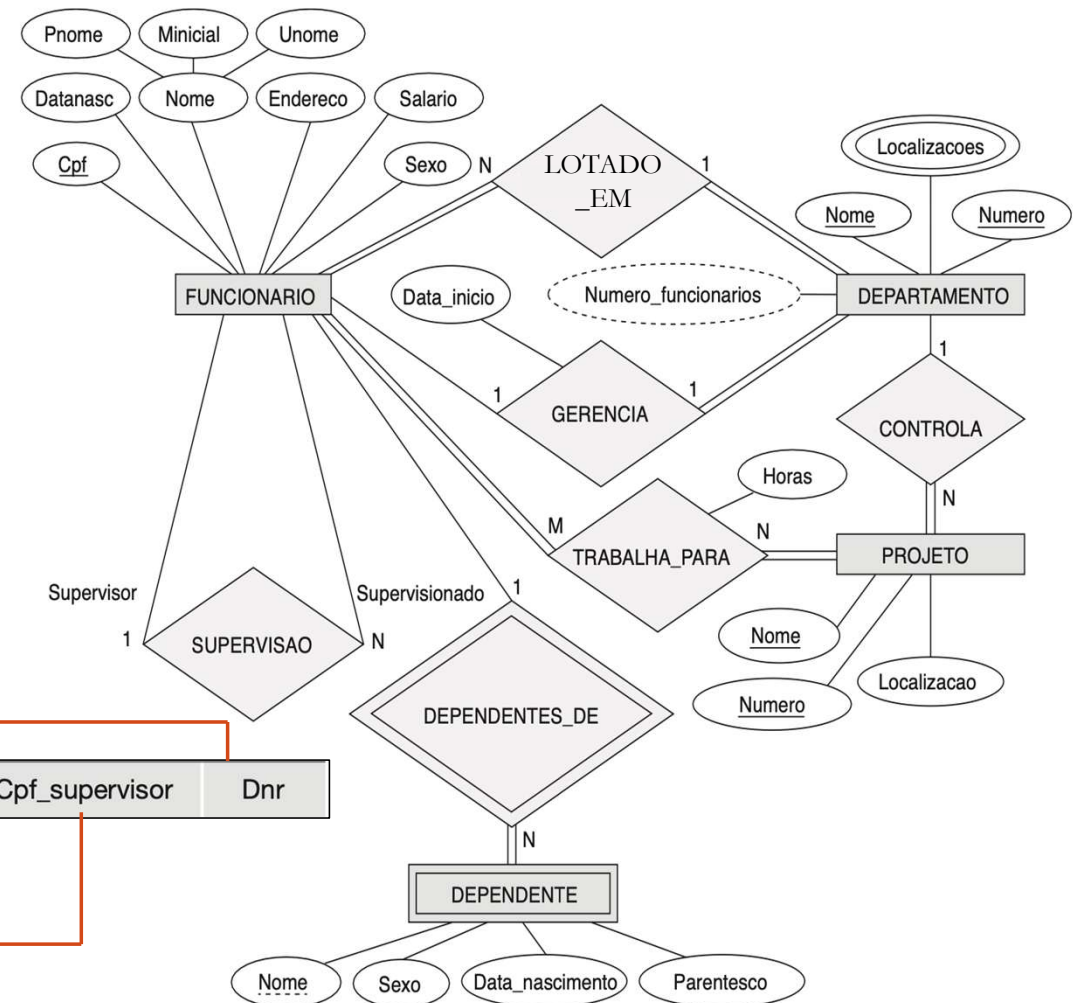 Pnome Minicial Unome
Datanasc Nome Endereco Salario
Cpf Sexo
N LOTADO 1
_EM
Localizacoes
Nome Numero
FUNCIONARIO Data_inicio Numero_funcionarios DEPARTAMENTO
1 GERENCIA 1
1
CONTROLA
N
Horas
M TRABALHA_PARA N PROJETO
Nome
Numero
Localizacao
Supervisor Supervisionado
1 SUPERVISAO N
1
DEPENDENTES_DE
N
Cpf_supervisor Dnr
DEPENDENTE
Nome Sexo Data_nascimento Parentesco